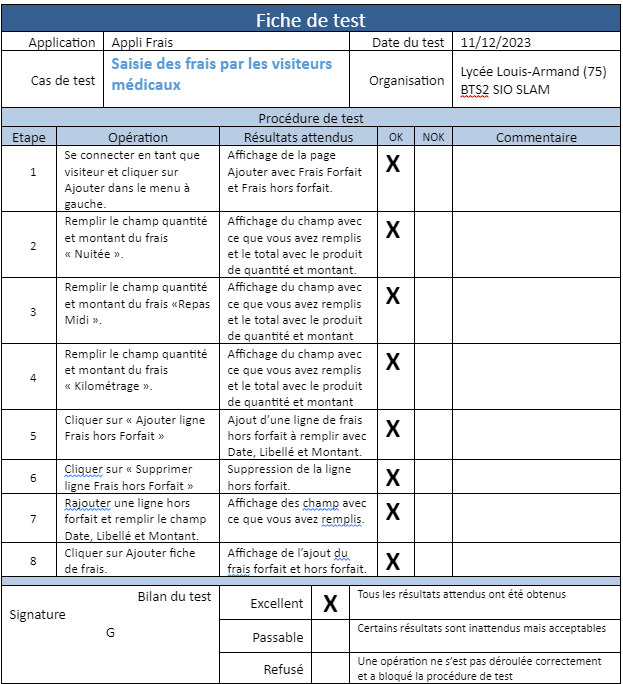 Fiche de test
Application Appli Frais Date du test 11/12/2023
Cas de test Saisie des frais par les visiteurs médicaux Organisation Lycée Louis-Armand (75) BTS2 SIO SLAM
Procédure de test
Etape Opération Résultats attendus OK NOK Commentaire
1
Se connecter en tant que
visiteur et cliquer sur
Ajouter dans le menu à
gauche.
Affichage de la page
Ajouter avec Frais Forfait
et Frais hors forfait.
X
2
Remplir le champ quantité
et montant du frais
« Nuitée ».
Affichage du champ avec
ce que vous avez remplis
et le total avec le produit
de quantité et montant.
X
3
Remplir le champ quantité
et montant du frais «Repas
Midi ».
Affichage du champ avec
ce que vous avez remplis
et le total avec le produit
de quantité et montant
X
4
Remplir le champ quantité
et montant du frais
« Kilométrage ».
Affichage du champ avec
ce que vous avez remplis
et le total avec le produit
de quantité et montant
X
5
Cliquer sur « Ajouter ligne
Frais hors Forfait »
Ajout d’une ligne de frais
hors forfait à remplir avec
Date, Libellé et Montant.
X
6
Cliquer sur « Supprimer
ligne Frais hors Forfait »
Suppression de la ligne
hors forfait.
X
7
Rajouter une ligne hors
forfait et remplir le champ
Date, Libellé et Montant.
Affichage des champ avec
ce que vous avez remplis.
X
8
Cliquer sur Ajouter fiche
de frais.
Affichage de l’ajout du
frais forfait et hors forfait.
X
Bilan du test
Signature
G
Excellent X Tous les résultats attendus ont été obtenus
Passable Certains résultats sont inattendus mais acceptables
Refusé Une opération ne s’est pas déroulée correctement
et a bloqué la procédure de test